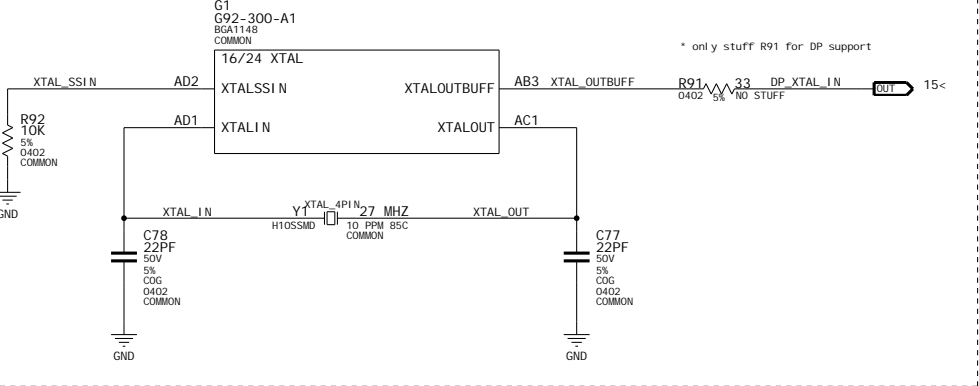 G1
G92-300-A1
BGA1148
COMMON
16/24 XTAL
* only stuff R91 for DP support
XTAL_SSIN AD2 XTALSSIN XTALOUTBUFF AB3 XTAL_OUTBUFF R91 33 DP_XTAL_IN OUT 15<
0402 5% NO STUFF
R92
10K
5%
0402
COMMON
GND
AD1 XTALIN XTALOUT AC1
XTAL_IN Y1 XTAL_4PIN 27 MHZ XTAL_OUT
H10SSMD 10 PPM 85C
COMMON
C78
22PF
50V
5%
COG
0402
COMMON
GND
C77
22PF
50V
5%
COG
0402
COMMON
GND